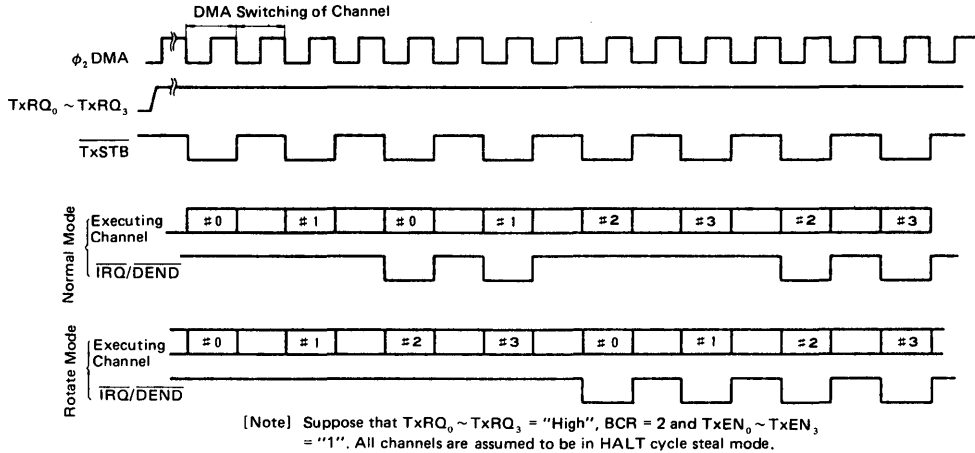 DMA Switching of Channel
ϕ₂ DMA
TxRQ₀ ~ TxRQ₃
TxSTB
Normal Mode
Executing Channel
#0 #1 #0 #1 #2 #3 #2 #3
IRQ/DEND
Rotate Mode
Executing Channel
#0 #1 #2 #3 #0 #1 #2 #3
IRQ/DEND
[Note] Suppose that TxRQ₀ ~ TxRQ₃ = "High", BCR = 2 and TxEN₀ ~ TxEN₃
= "1". All channels are assumed to be in HALT cycle steal mode.